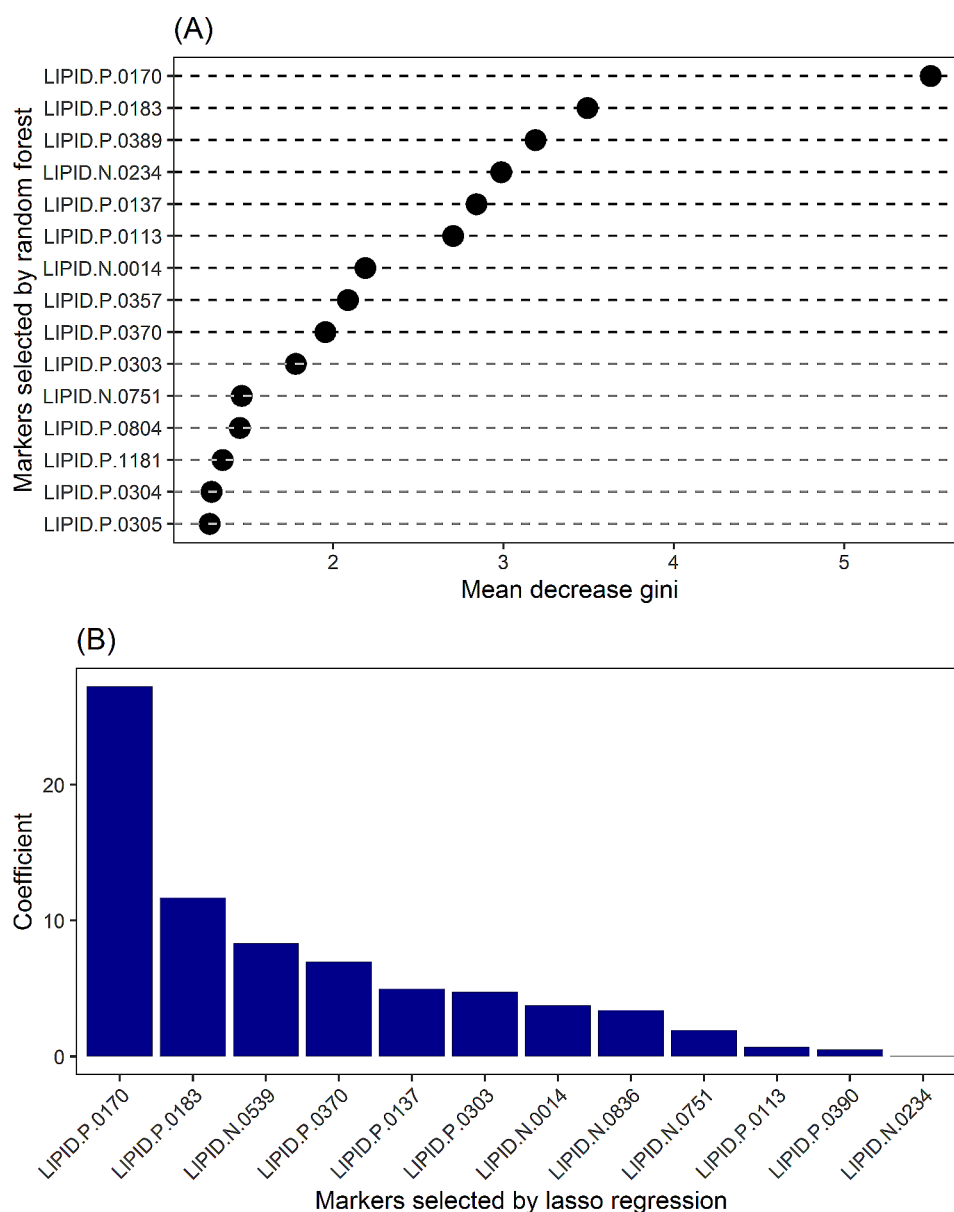 (A)
Markers selected by random forest
LIPID.P.0170
LIPID.P.0183
LIPID.P.0389
LIPID.N.0234
LIPID.P.0137
LIPID.P.0113
LIPID.N.0014
LIPID.P.0357
LIPID.P.0370
LIPID.P.0303
LIPID.N.0751
LIPID.P.0804
LIPID.P.1181
LIPID.P.0304
LIPID.P.0305
2 3 4 5
Mean decrease gini
(B)
Coefficient
20
10
0
LIPID.P.0170
LIPID.P.0183
LIPID.N.0539
LIPID.P.0370
LIPID.P.0137
LIPID.P.0303
LIPID.N.0014
LIPID.N.0836
LIPID.N.0751
LIPID.P.0113
LIPID.P.0390
LIPID.N.0234
Markers selected by lasso regression